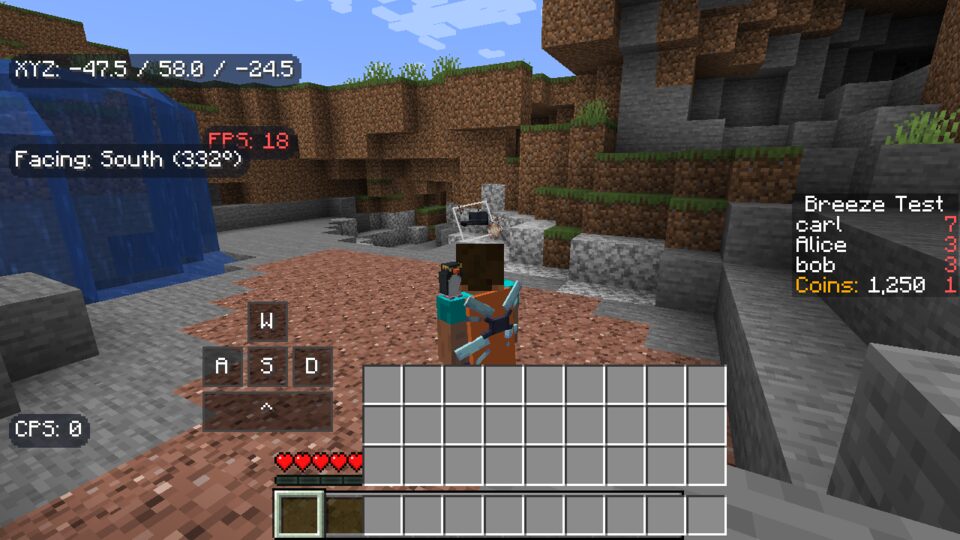 XYZ: -47.5 / 58.0 / -24.5
FPS: 18
Facing: South (332°)
Breeze Test
carl 7
Alice 3
bob 3
Coins: 1,250 1
W
A S D
^
CPS: 0